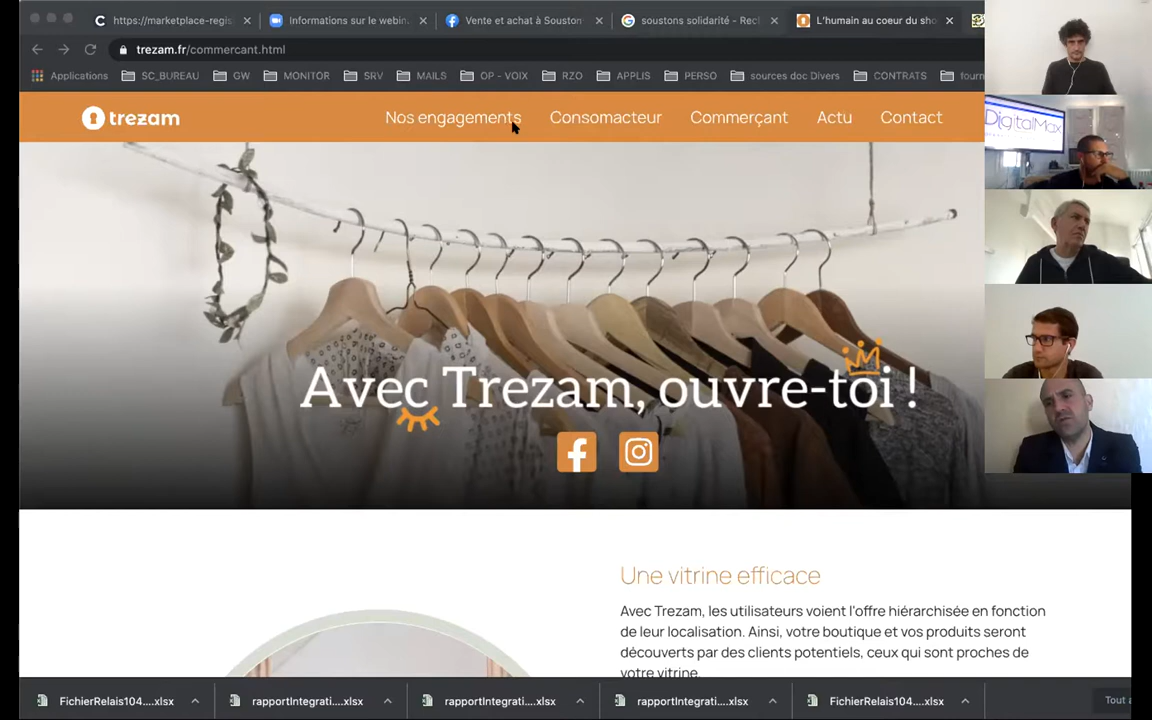 https://marketplace-regis
Informations sur le webin
Vente et achat à Souston
soustons solidarité - Rec
L'humain au coeur du sho
trezam.fr/commercant.html
Applications SC_BUREAU GW MONITOR SRV MAILS OP - VOIX RZO APPLIS PERSO sources doc Divers CONTRATS fourn
trezam Nos engagements Consomacteur Commerçant Actu Contact
DigitalMax
Avec Trezam, ouvre-toi !
Une vitrine efficace
Avec Trezam, les utilisateurs voient l'offre hiérarchisée en fonction
de leur localisation. Ainsi, votre boutique et vos produits seront
découverts par des clients potentiels, ceux qui sont proches de
votre vitrine.
FichierRelais104....xlsx rapportIntegrati....xlsx rapportIntegrati....xlsx rapportIntegrati....xlsx FichierRelais104....xlsx Tout a